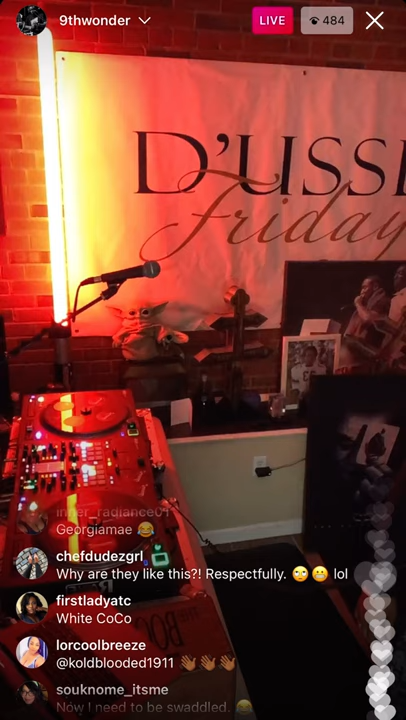 9thwonder
LIVE
484
D'USSÉ
Friday
inner_radiance01
Georgiamae 😂
chefdudezgrl
Why are they like this?! Respectfully. 🙄 😬 lol
firstladyatc
White CoCo
lorcoolbreeze
@koldblooded1911 👋🏽👋🏽👋🏽
souknome_itsme
Now I need to be swaddled. 😂